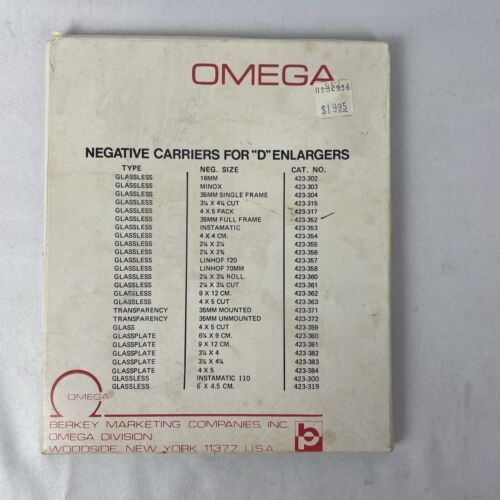 OMEGA
11132936
$19.95
NEGATIVE CARRIERS FOR "D" ENLARGERS
TYPE NEG. SIZE CAT. NO.
GLASSLESS 16MM 423-302
GLASSLESS MINOX 423-303
GLASSLESS 35MM SINGLE FRAME 423-304
GLASSLESS 3¼ X 4¼ CUT 423-315
GLASSLESS 4 X 5 PACK 423-317
GLASSLESS 35MM FULL FRAME 423-352
GLASSLESS INSTAMATIC 423-353
GLASSLESS 4 X 4 CM. 423-354
GLASSLESS 2¼ X 2¼ 423-355
GLASSLESS 2¼ X 2¾ 423-356
GLASSLESS LINHOF 120 423-357
GLASSLESS LINHOF 70MM 423-358
GLASSLESS 2¼ X 3¼ ROLL 423-360
GLASSLESS 2¼ X 3¼ CUT 423-361
GLASSLESS 9 X 12 CM. 423-362
GLASSLESS 4 X 5 CUT 423-363
TRANSPARENCY 35MM MOUNTED 423-371
TRANSPARENCY 35MM UNMOUNTED 423-372
GLASS 4 X 5 CUT 423-359
GLASSPLATE 6½ X 9 CM. 423-380
GLASSPLATE 9 X 12 CM. 423-381
GLASSPLATE 3¼ X 4 423-382
GLASSPLATE 3¼ X 4¼ 423-383
GLASSPLATE 4 X 5 423-384
GLASSLESS INSTAMATIC 110 423-300
GLASSLESS 6 X 4.5 CM. 423-319
OMEGA
BERKEY MARKETING COMPANIES, INC.
OMEGA DIVISION
WOODSIDE, NEW YORK 11377 U.S.A.